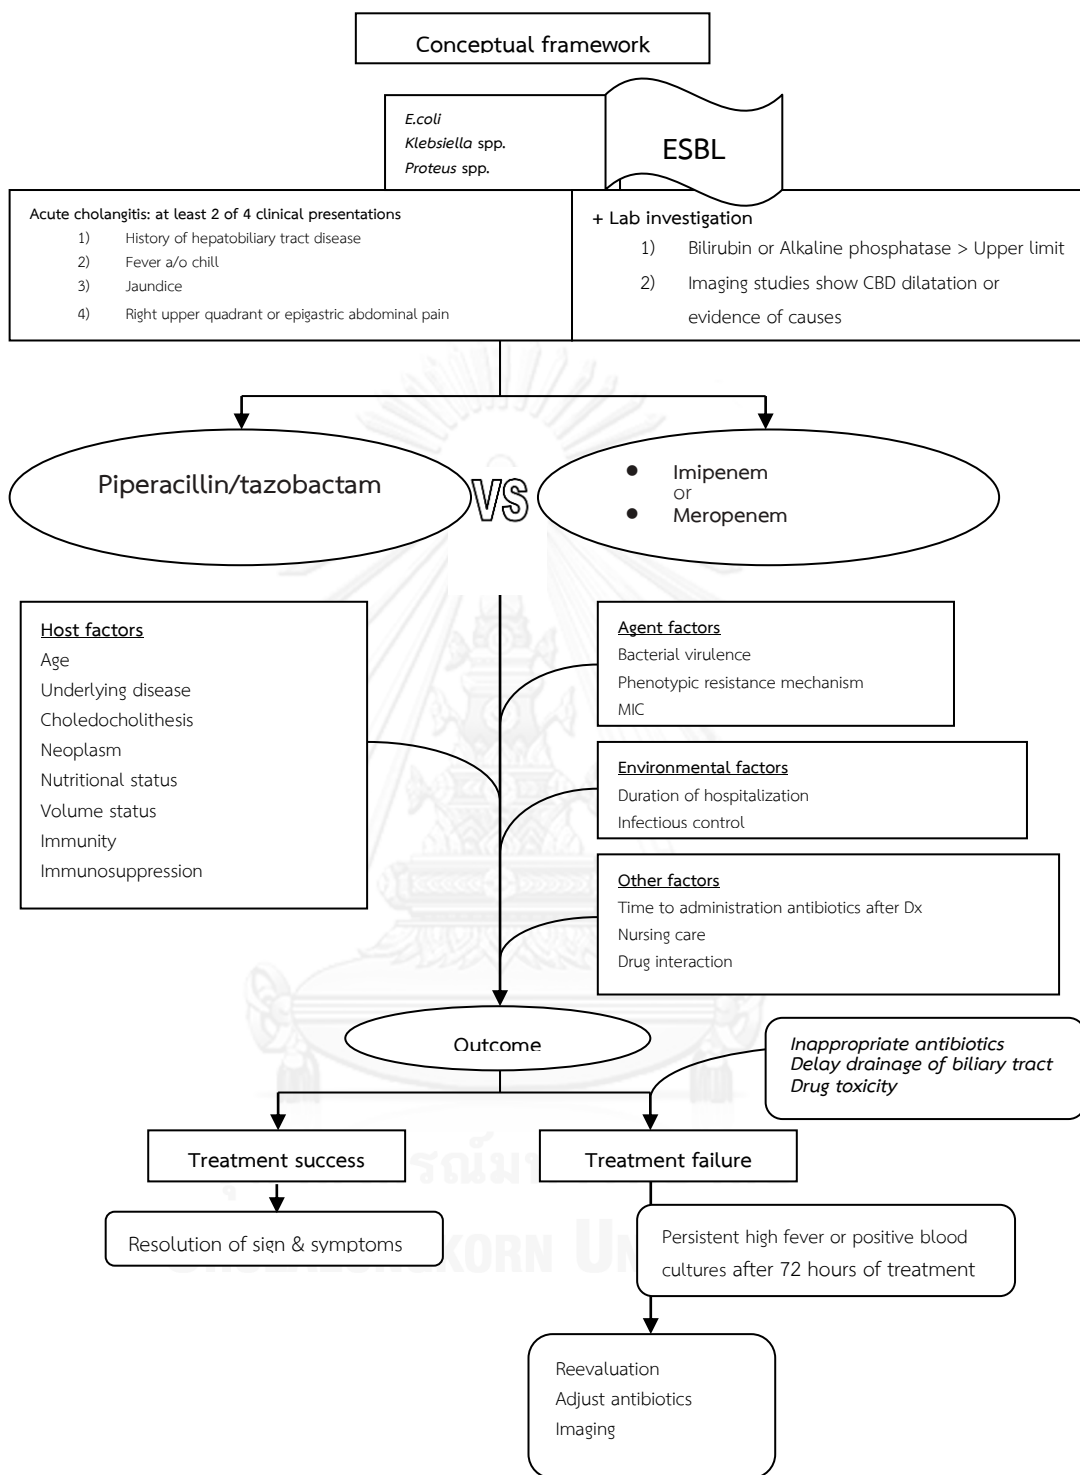 Conceptual framework
E.coli
Klebsiella spp.
Proteus spp.
ESBL
Acute cholangitis: at least 2 of 4 clinical presentations
1) History of hepatobiliary tract disease
2) Fever a/o chill
3) Jaundice
4) Right upper quadrant or epigastric abdominal pain
+ Lab investigation
1) Bilirubin or Alkaline phosphatase > Upper limit
2) Imaging studies show CBD dilatation or
evidence of causes
Piperacillin/tazobactam
VS
● Imipenem
or
● Meropenem
Host factors
Age
Underlying disease
Choledocholithesis
Neoplasm
Nutritional status
Volume status
Immunity
Immunosuppression
Agent factors
Bacterial virulence
Phenotypic resistance mechanism
MIC
Environmental factors
Duration of hospitalization
Infectious control
Other factors
Time to administration antibiotics after Dx
Nursing care
Drug interaction
Outcome
Inappropriate antibiotics
Delay drainage of biliary tract
Drug toxicity
Treatment success
Treatment failure
Resolution of sign & symptoms
Persistent high fever or positive blood
cultures after 72 hours of treatment
Reevaluation
Adjust antibiotics
Imaging